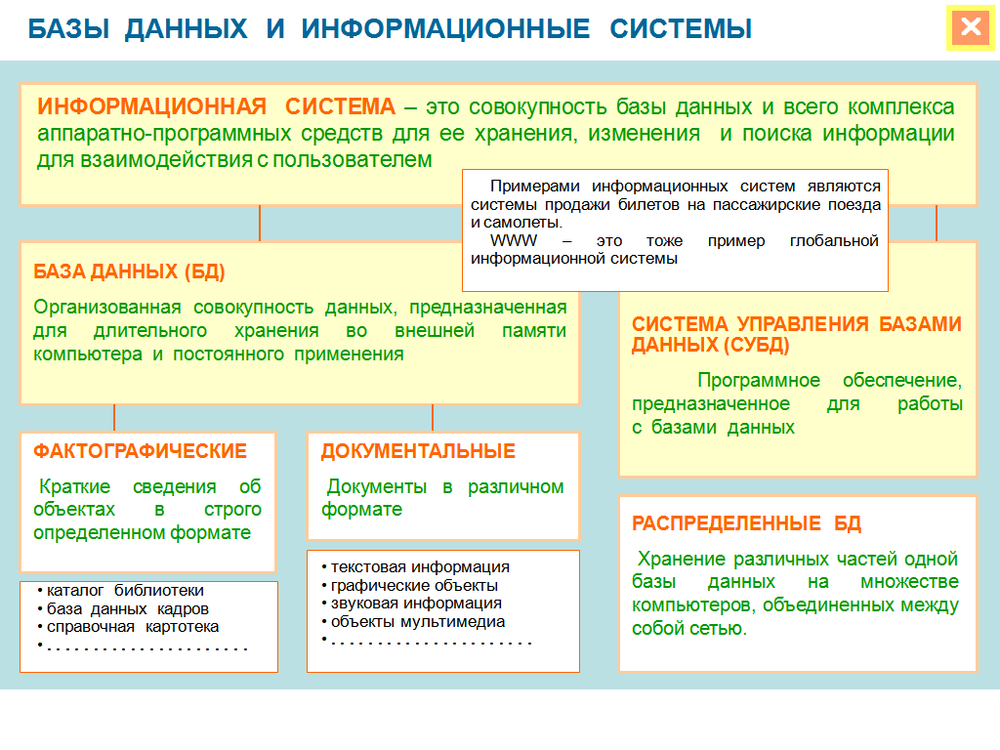 БАЗЫ ДАННЫХ И ИНФОРМАЦИОННЫЕ СИСТЕМЫ
ИНФОРМАЦИОННАЯ СИСТЕМА – это совокупность базы данных и всего комплекса
аппаратно-программных средств для ее хранения, изменения и поиска информации
для взаимодействия с пользователем
Примерами информационных систем являются
системы продажи билетов на пассажирские поезда
и самолеты.
WWW – это тоже пример глобальной
информационной системы
БАЗА ДАННЫХ (БД)
Организованная совокупность данных, предназначенная
для длительного хранения во внешней памяти
компьютера и постоянного применения
СИСТЕМА УПРАВЛЕНИЯ БАЗАМИ
ДАННЫХ (СУБД)
Программное обеспечение,
предназначенное для работы
с базами данных
ФАКТОГРАФИЧЕСКИЕ
Краткие сведения об
объектах в строго
определенном формате
• каталог библиотеки
• база данных кадров
• справочная картотека
• . . . . . . . . . . . . . . . . . . . . . .
ДОКУМЕНТАЛЬНЫЕ
Документы в различном
формате
• текстовая информация
• графические объекты
• звуковая информация
• объекты мультимедиа
• . . . . . . . . . . . . . . . . . . . . . .
РАСПРЕДЕЛЕННЫЕ БД
Хранение различных частей одной
базы данных на множестве
компьютеров, объединенных между
собой сетью.